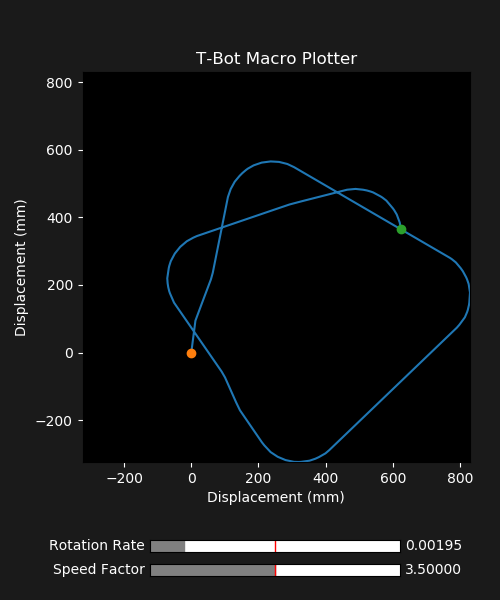 T-Bot Macro Plotter
800
600
400
200
0
−200
Displacement (mm)
−200 0 200 400 600 800
Displacement (mm)
Rotation Rate 0.00195
Speed Factor 3.50000